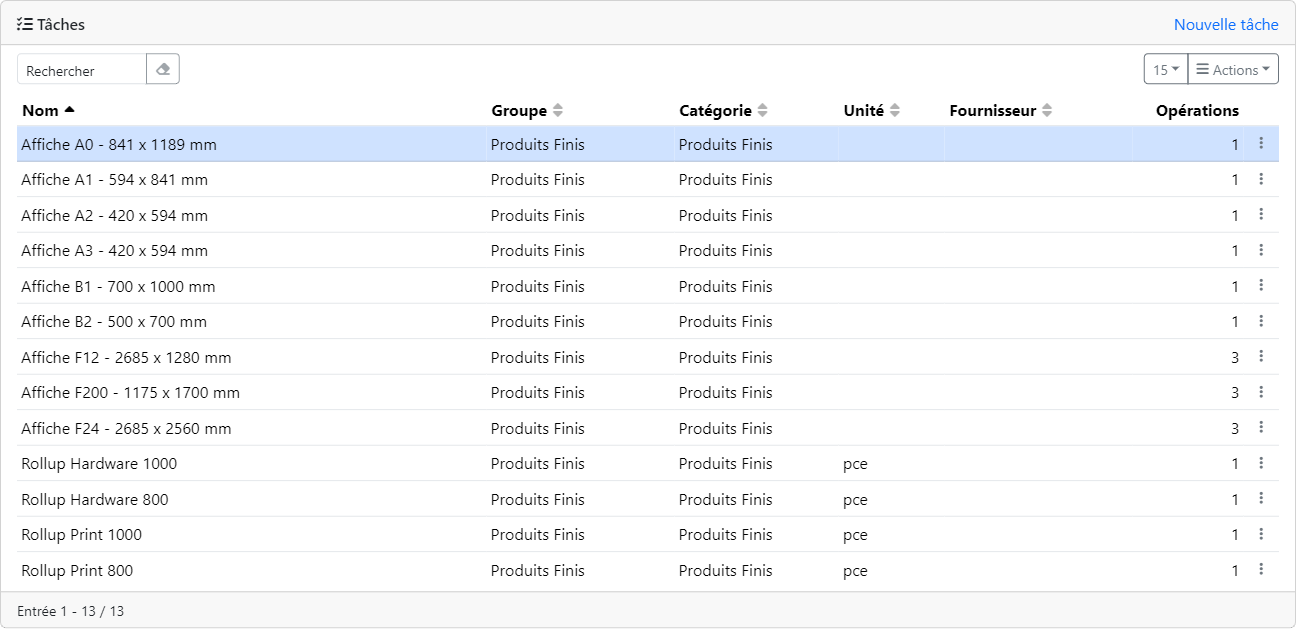 Tâches Nouvelle tâche
Rechercher 15 Actions
Nom Groupe Catégorie Unité Fournisseur Opérations
Affiche A0 - 841 x 1189 mm Produits Finis Produits Finis 1
Affiche A1 - 594 x 841 mm Produits Finis Produits Finis 1
Affiche A2 - 420 x 594 mm Produits Finis Produits Finis 1
Affiche A3 - 420 x 594 mm Produits Finis Produits Finis 1
Affiche B1 - 700 x 1000 mm Produits Finis Produits Finis 1
Affiche B2 - 500 x 700 mm Produits Finis Produits Finis 1
Affiche F12 - 2685 x 1280 mm Produits Finis Produits Finis 3
Affiche F200 - 1175 x 1700 mm Produits Finis Produits Finis 3
Affiche F24 - 2685 x 2560 mm Produits Finis Produits Finis 3
Rollup Hardware 1000 Produits Finis Produits Finis pce 1
Rollup Hardware 800 Produits Finis Produits Finis pce 1
Rollup Print 1000 Produits Finis Produits Finis pce 1
Rollup Print 800 Produits Finis Produits Finis pce 1
Entrée 1 - 13 / 13